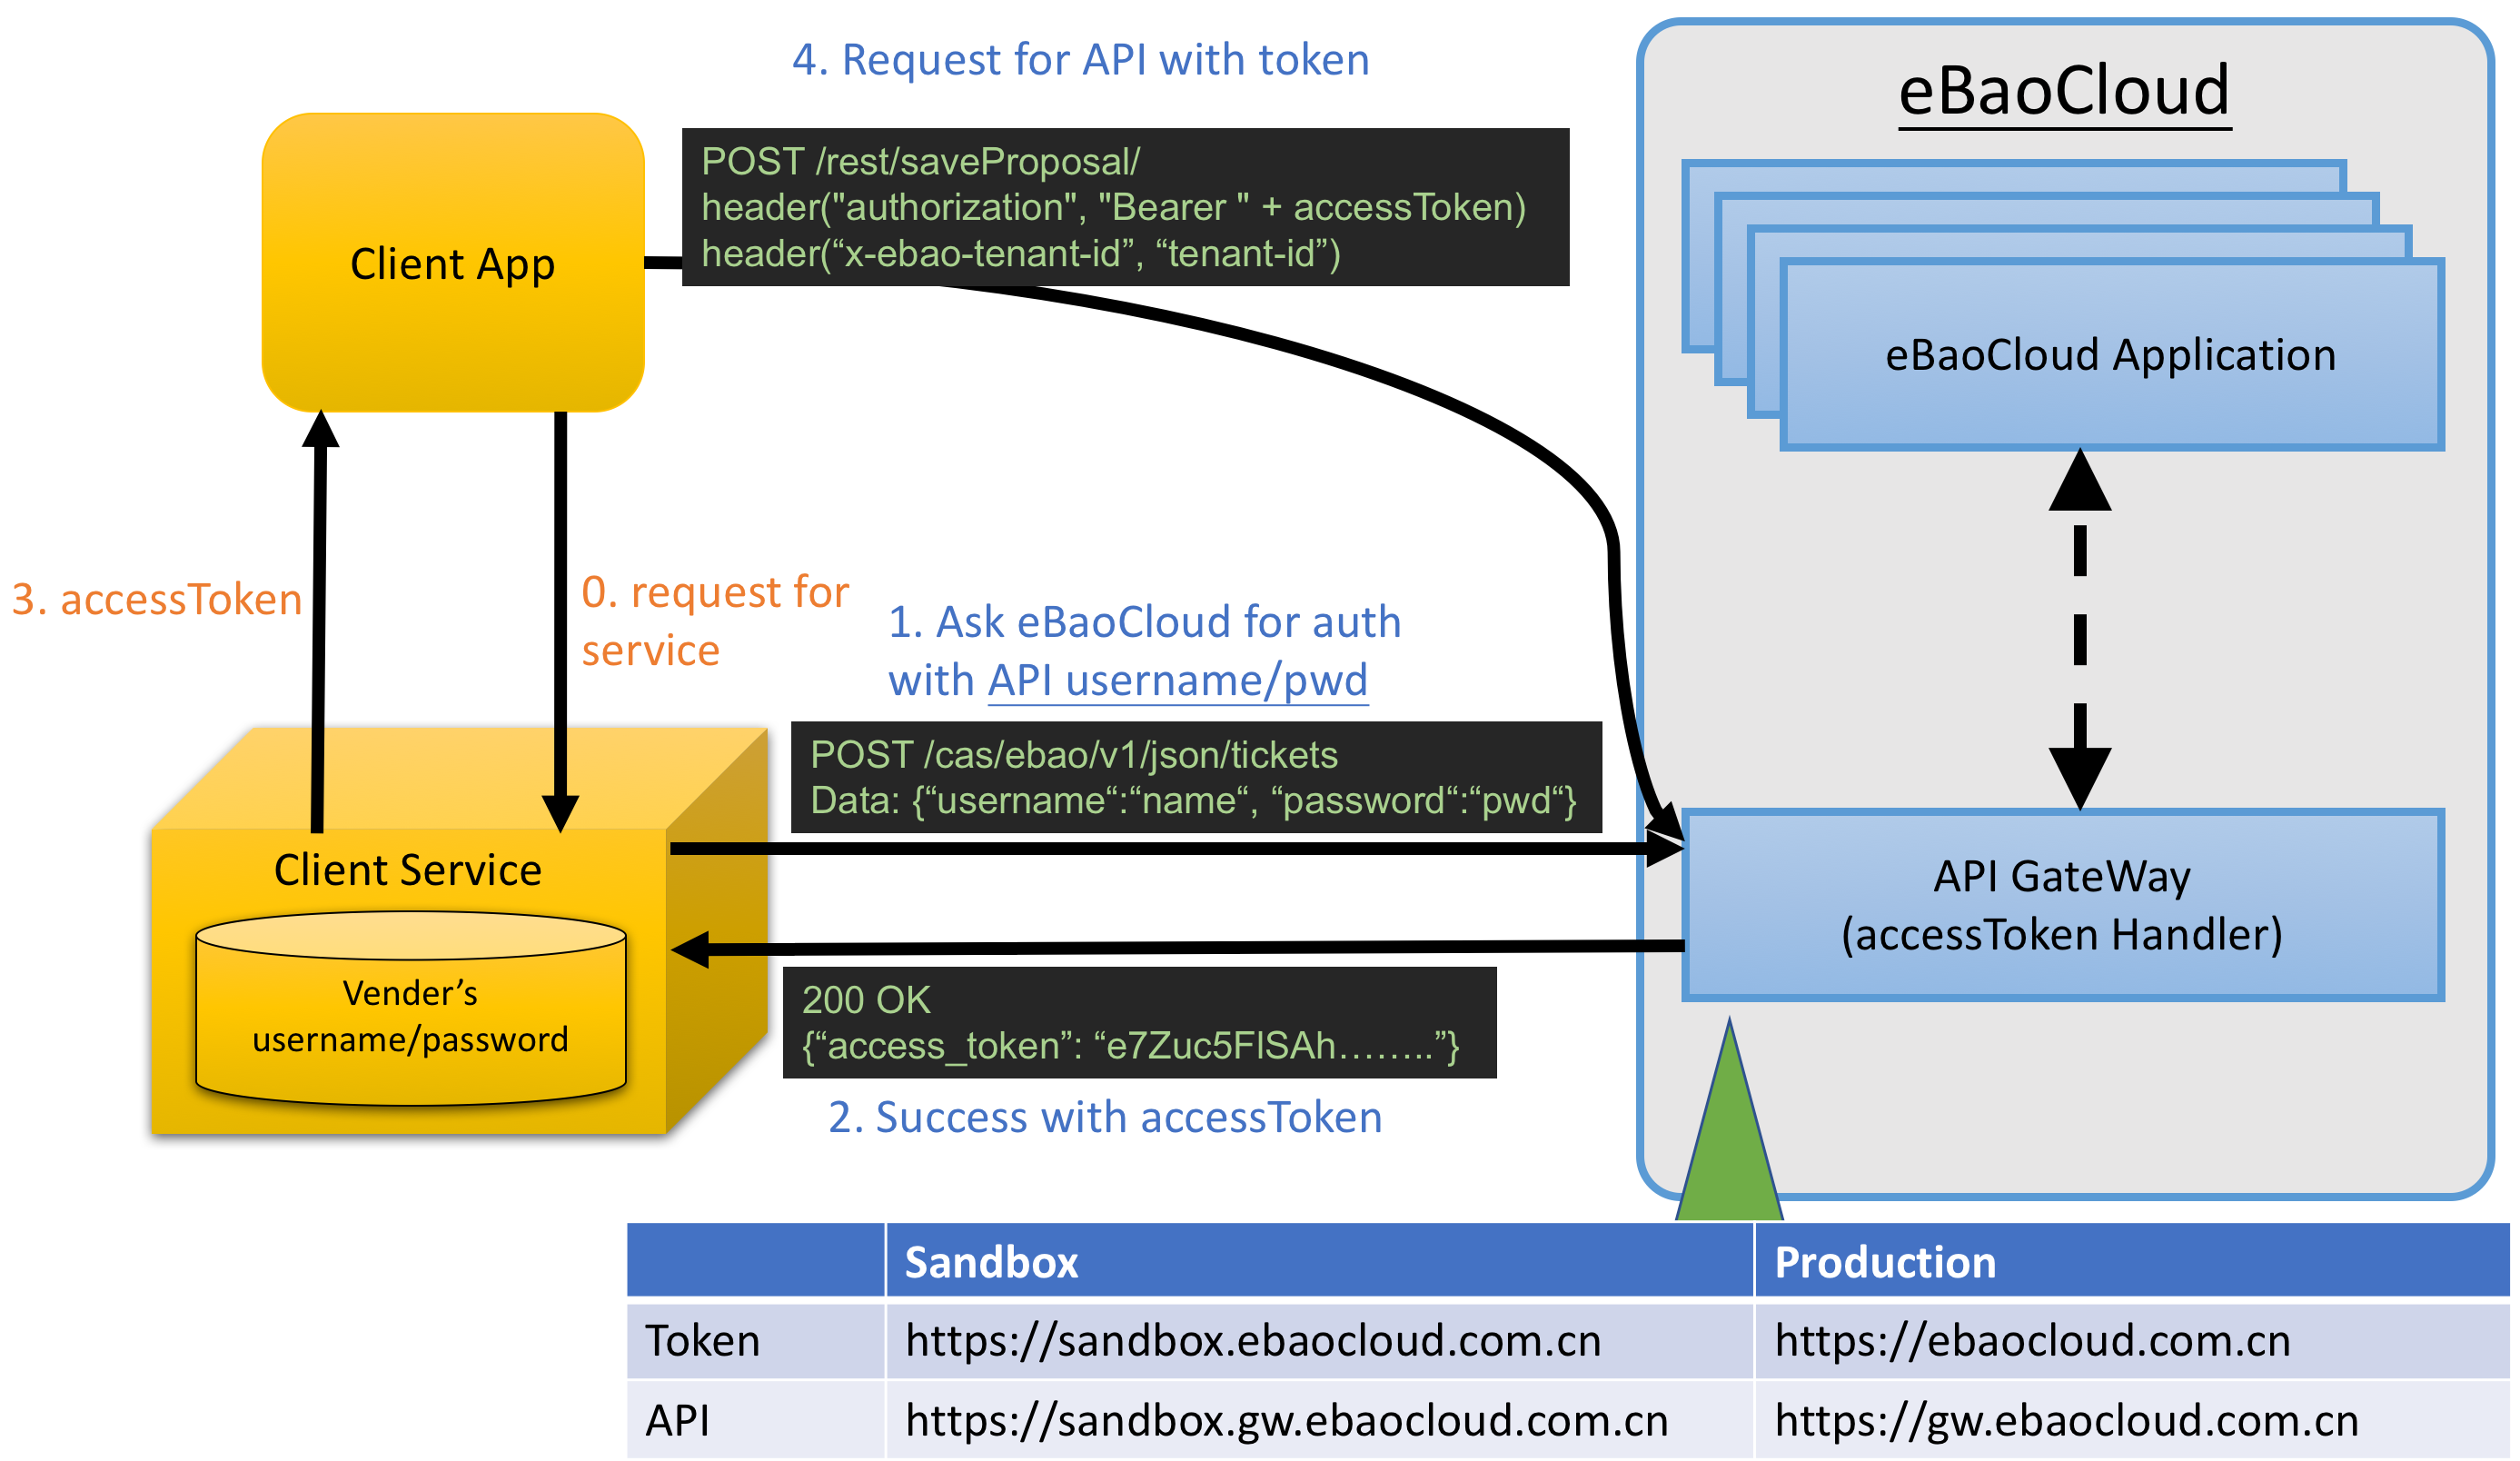 4. Request for API with token
eBaoCloud
POST /rest/saveProposal/
header("authorization", "Bearer " + accessToken)
header(“x-ebao-tenant-id”, “tenant-id”)
Client App
eBaoCloud Application
3. accessToken
0. request for
service
1. Ask eBaoCloud for auth
with API username/pwd
POST /cas/ebao/v1/json/tickets
Data: {“username“:“name“, “password“:“pwd“}
Client Service
API GateWay
(accessToken Handler)
Vender’s
username/password
200 OK
{“access_token”: “e7Zuc5FlSAh……..”}
2. Success with accessToken
Sandbox Production
Token https://sandbox.ebaocloud.com.cn https://ebaocloud.com.cn
API https://sandbox.gw.ebaocloud.com.cn https://gw.ebaocloud.com.cn